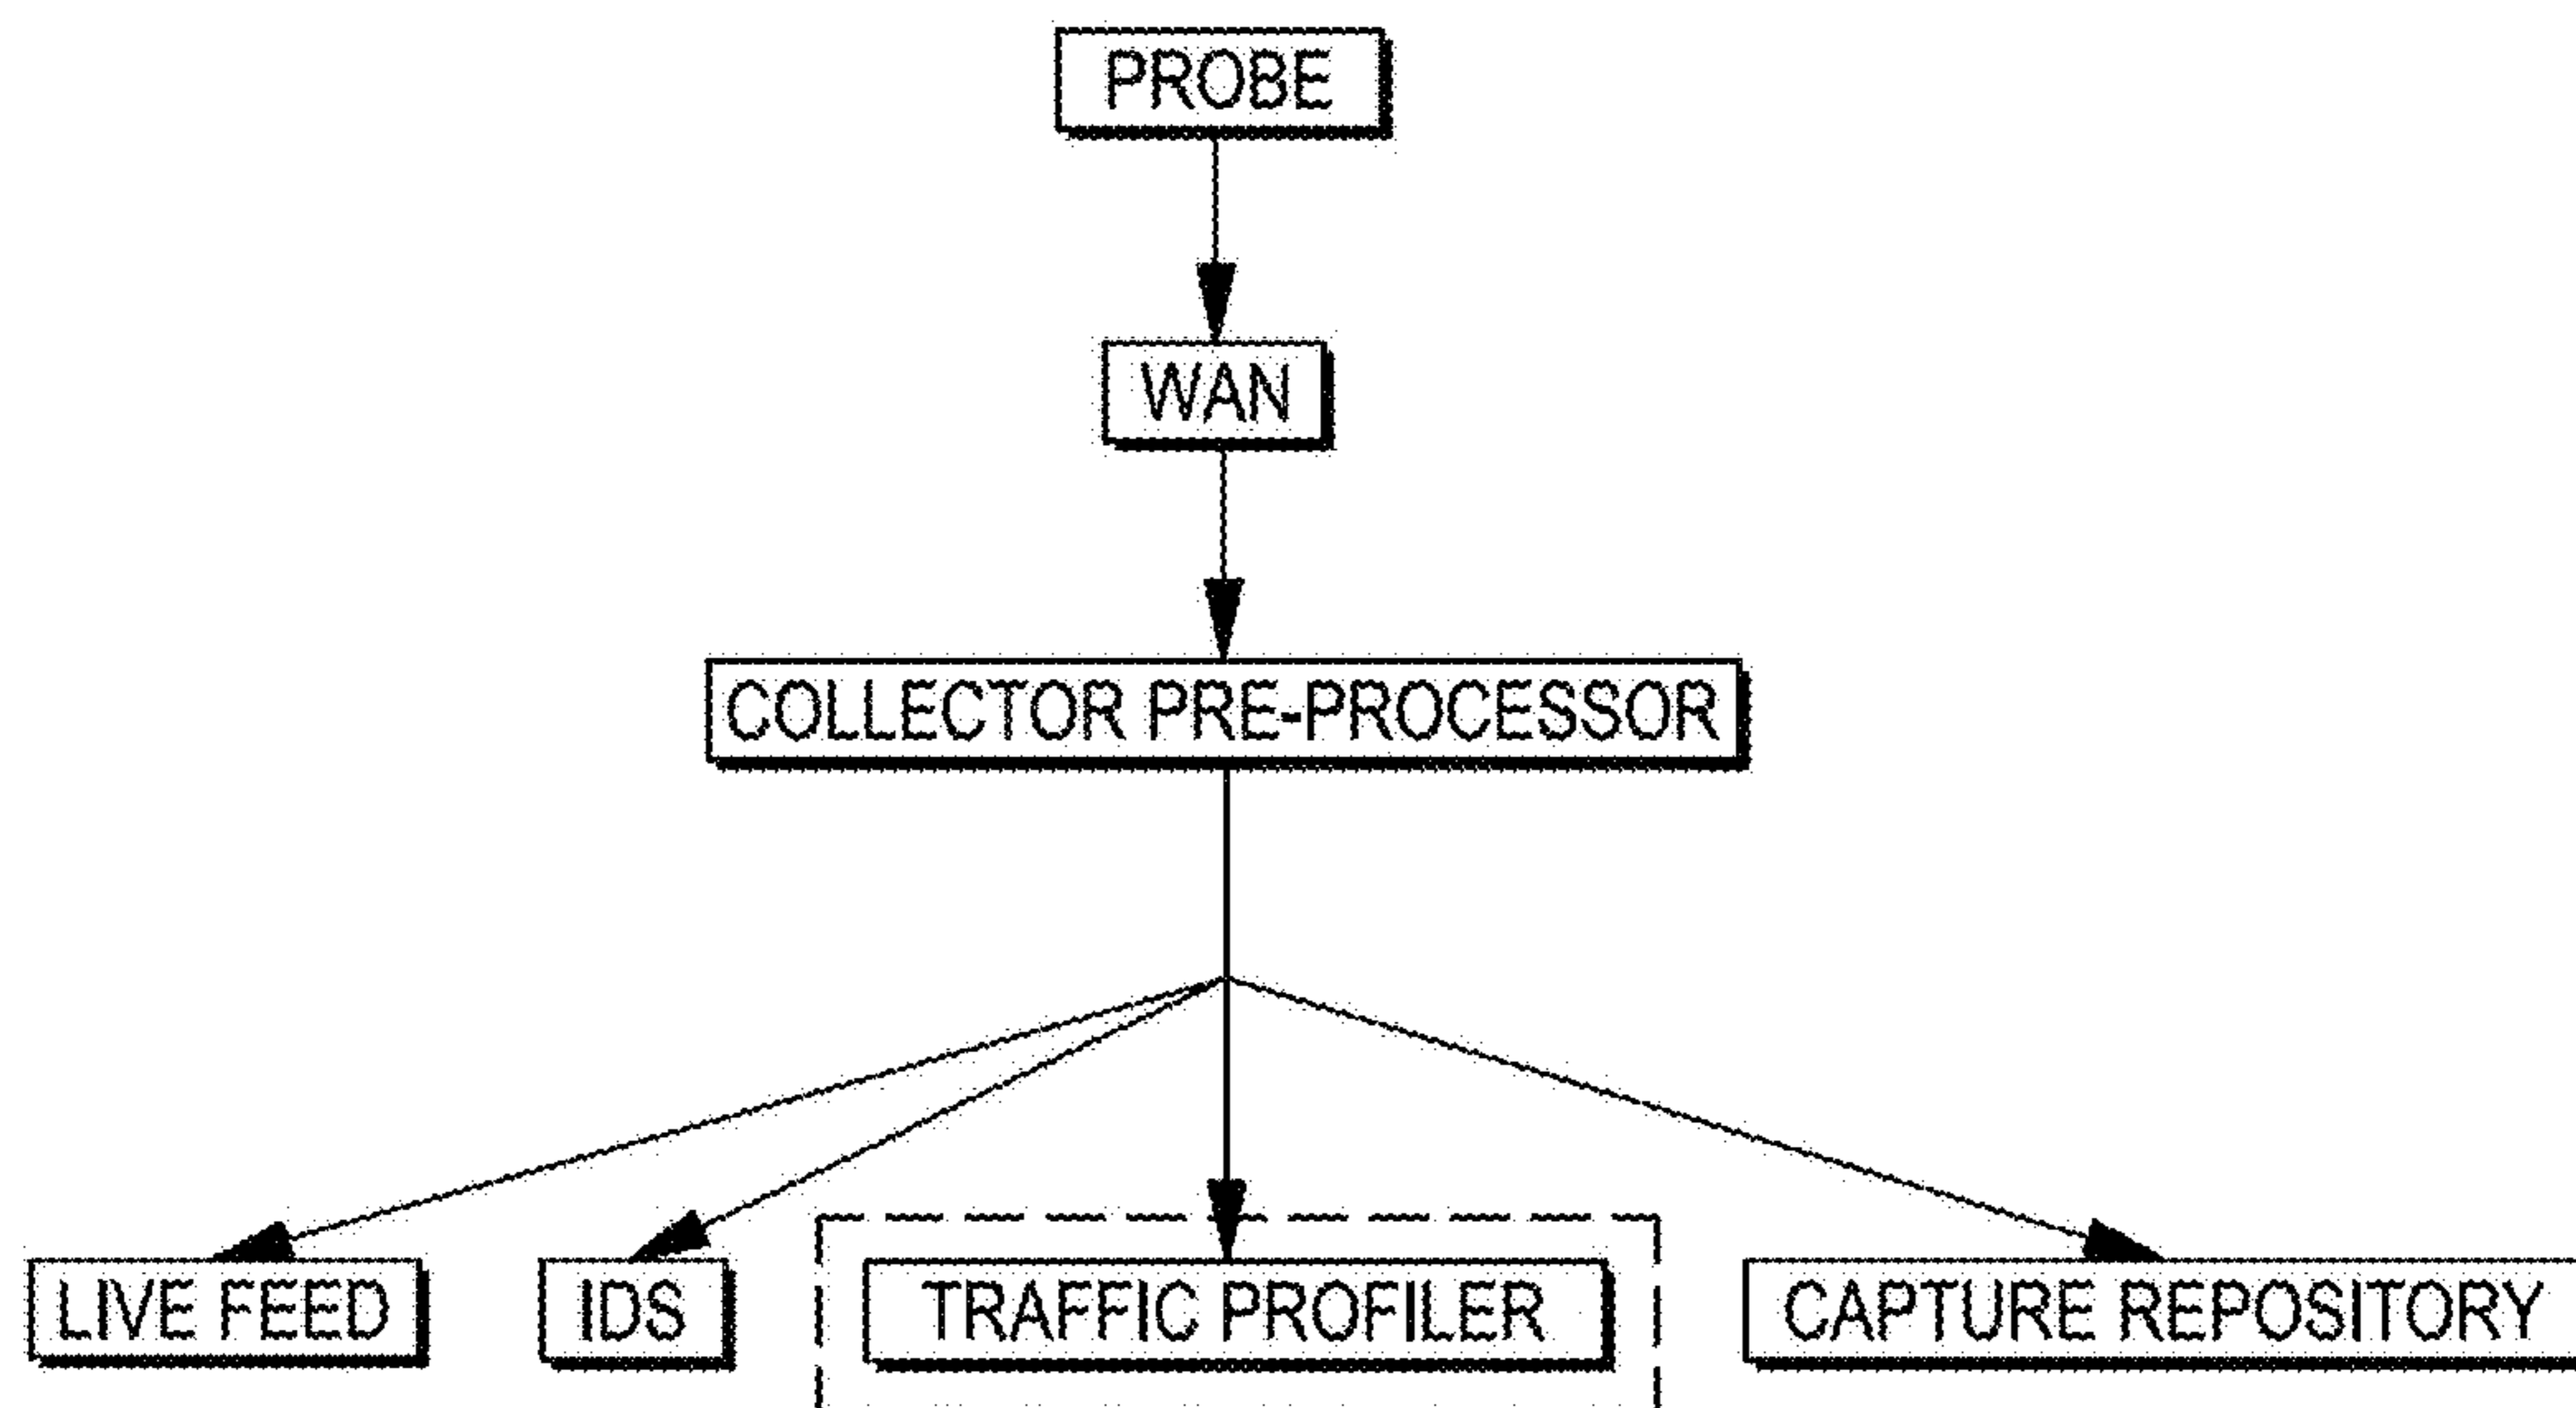 PROBE
WAN
COLLECTOR PRE-PROCESSOR
LIVE FEED
IDS
TRAFFIC PROFILER
CAPTURE REPOSITORY